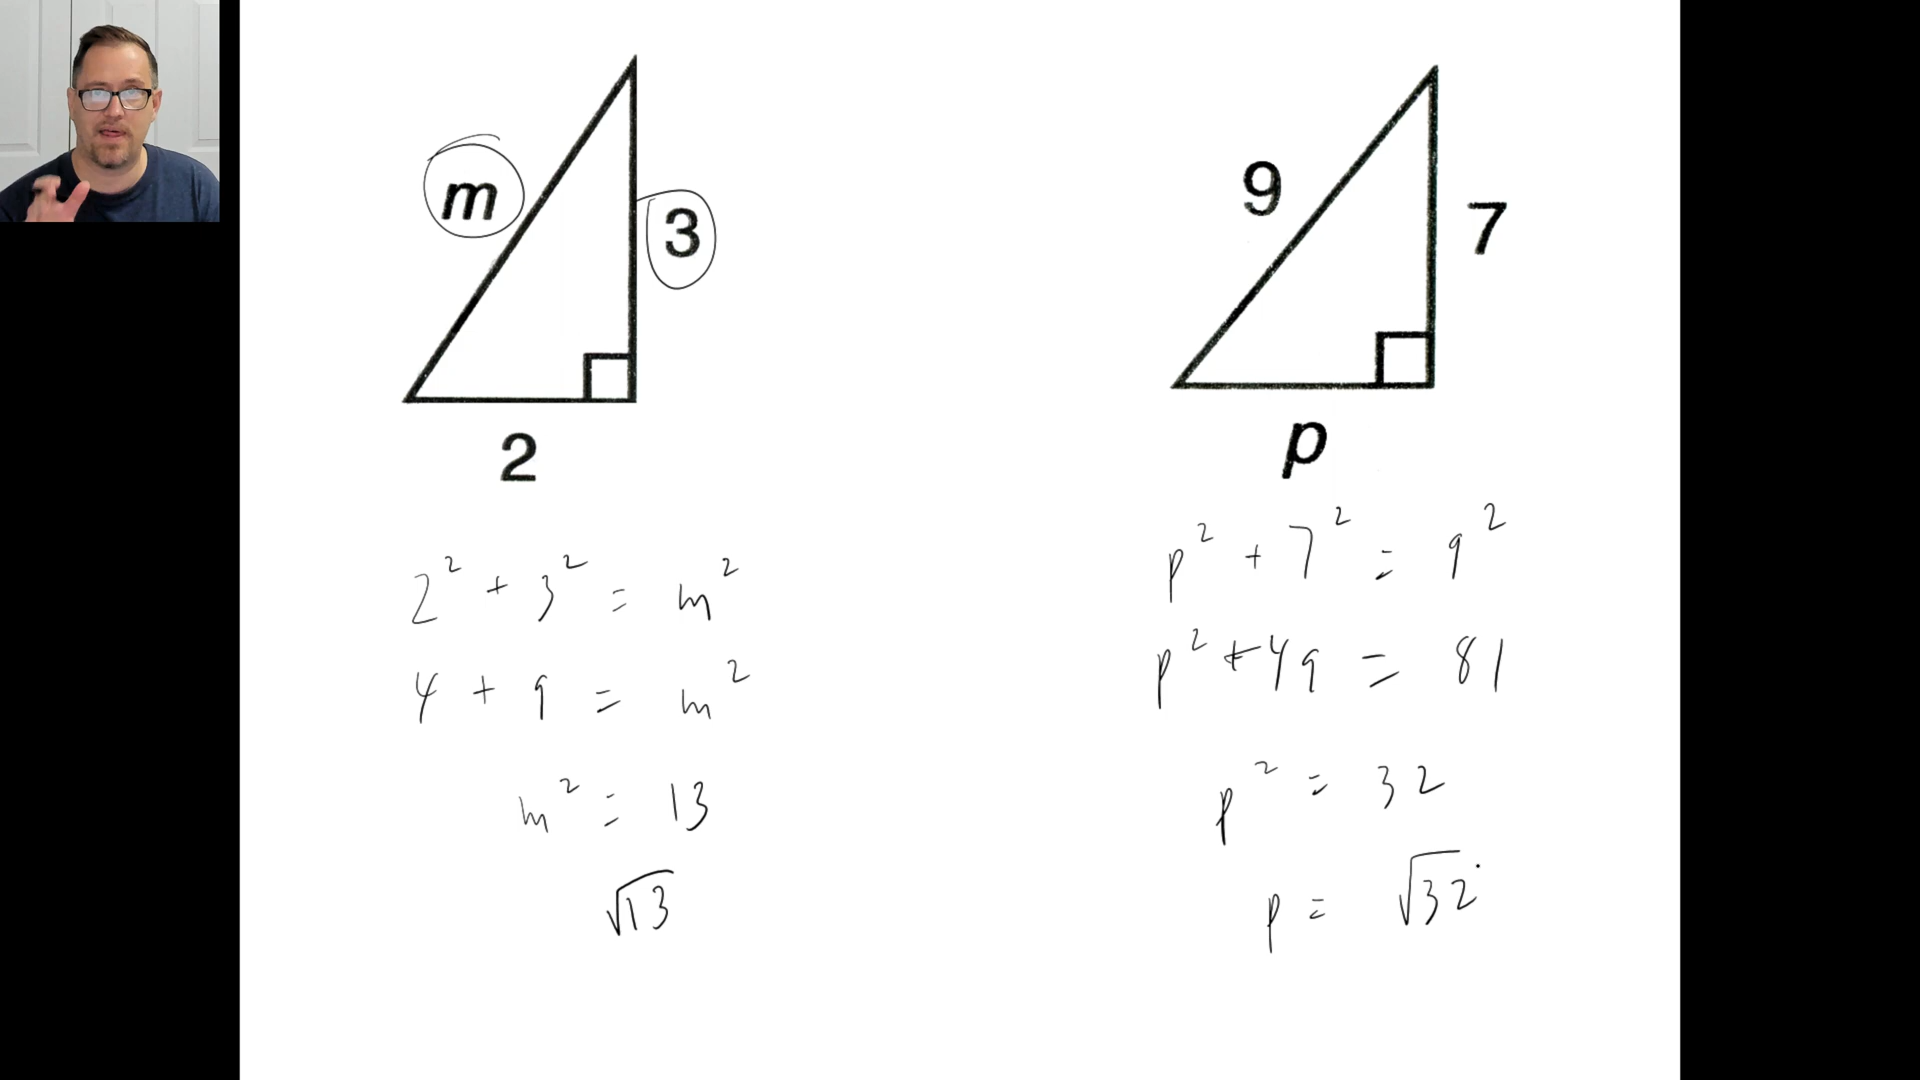 m
3
2
2² + 3² = m²
4 + 9 = m²
m² = 13
√13
9
7
p
p² + 7² = 9²
p² + 49 = 81
p² = 32
p = √32